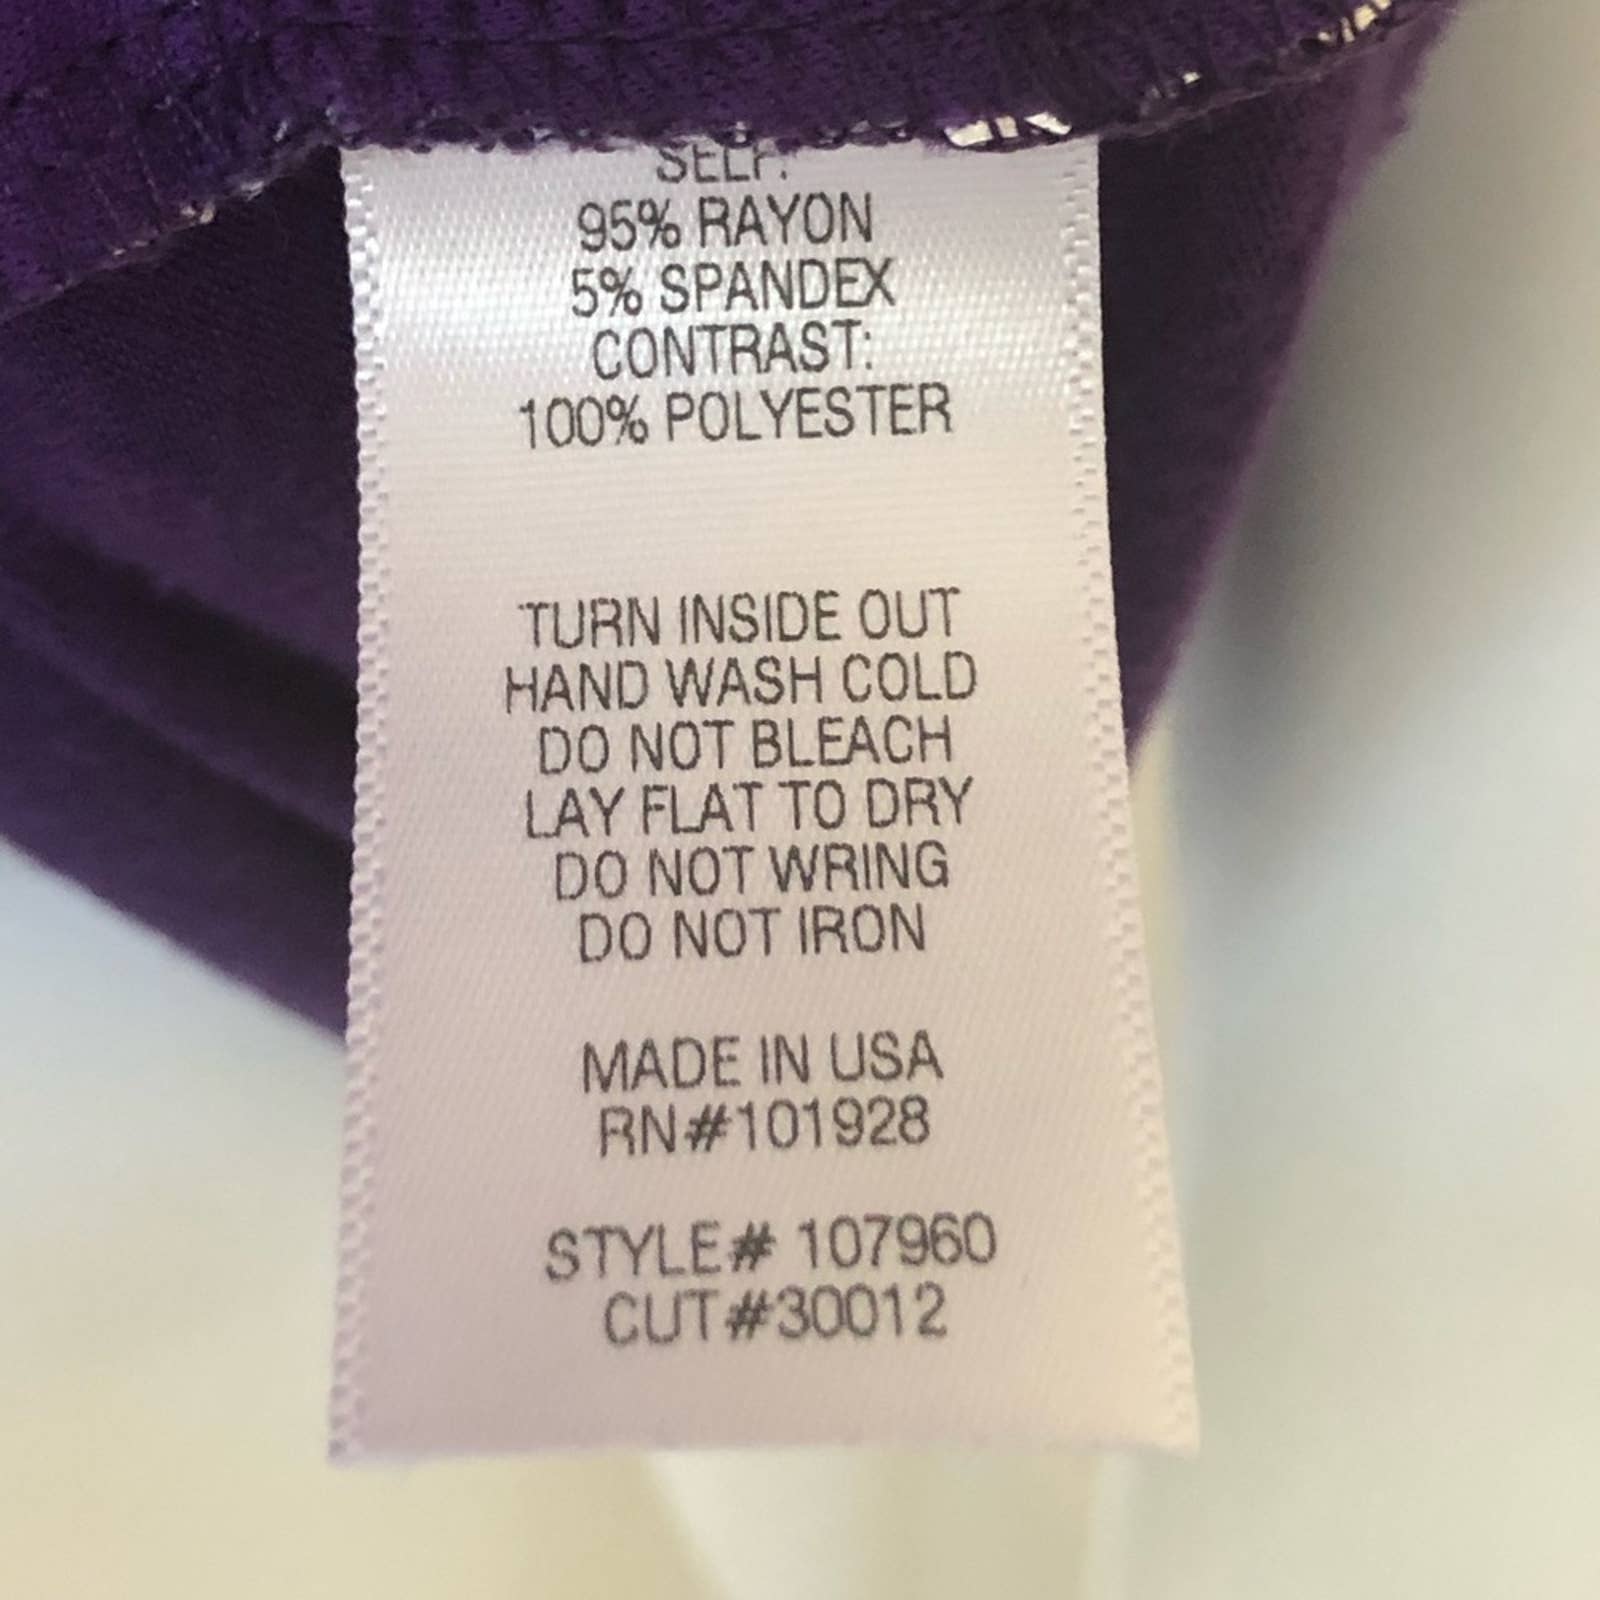 SELF:
95% RAYON
5% SPANDEX
CONTRAST:
100% POLYESTER
TURN INSIDE OUT
HAND WASH COLD
DO NOT BLEACH
LAY FLAT TO DRY
DO NOT WRING
DO NOT IRON
MADE IN USA
RN#101928
STYLE# 107960
CUT#30012